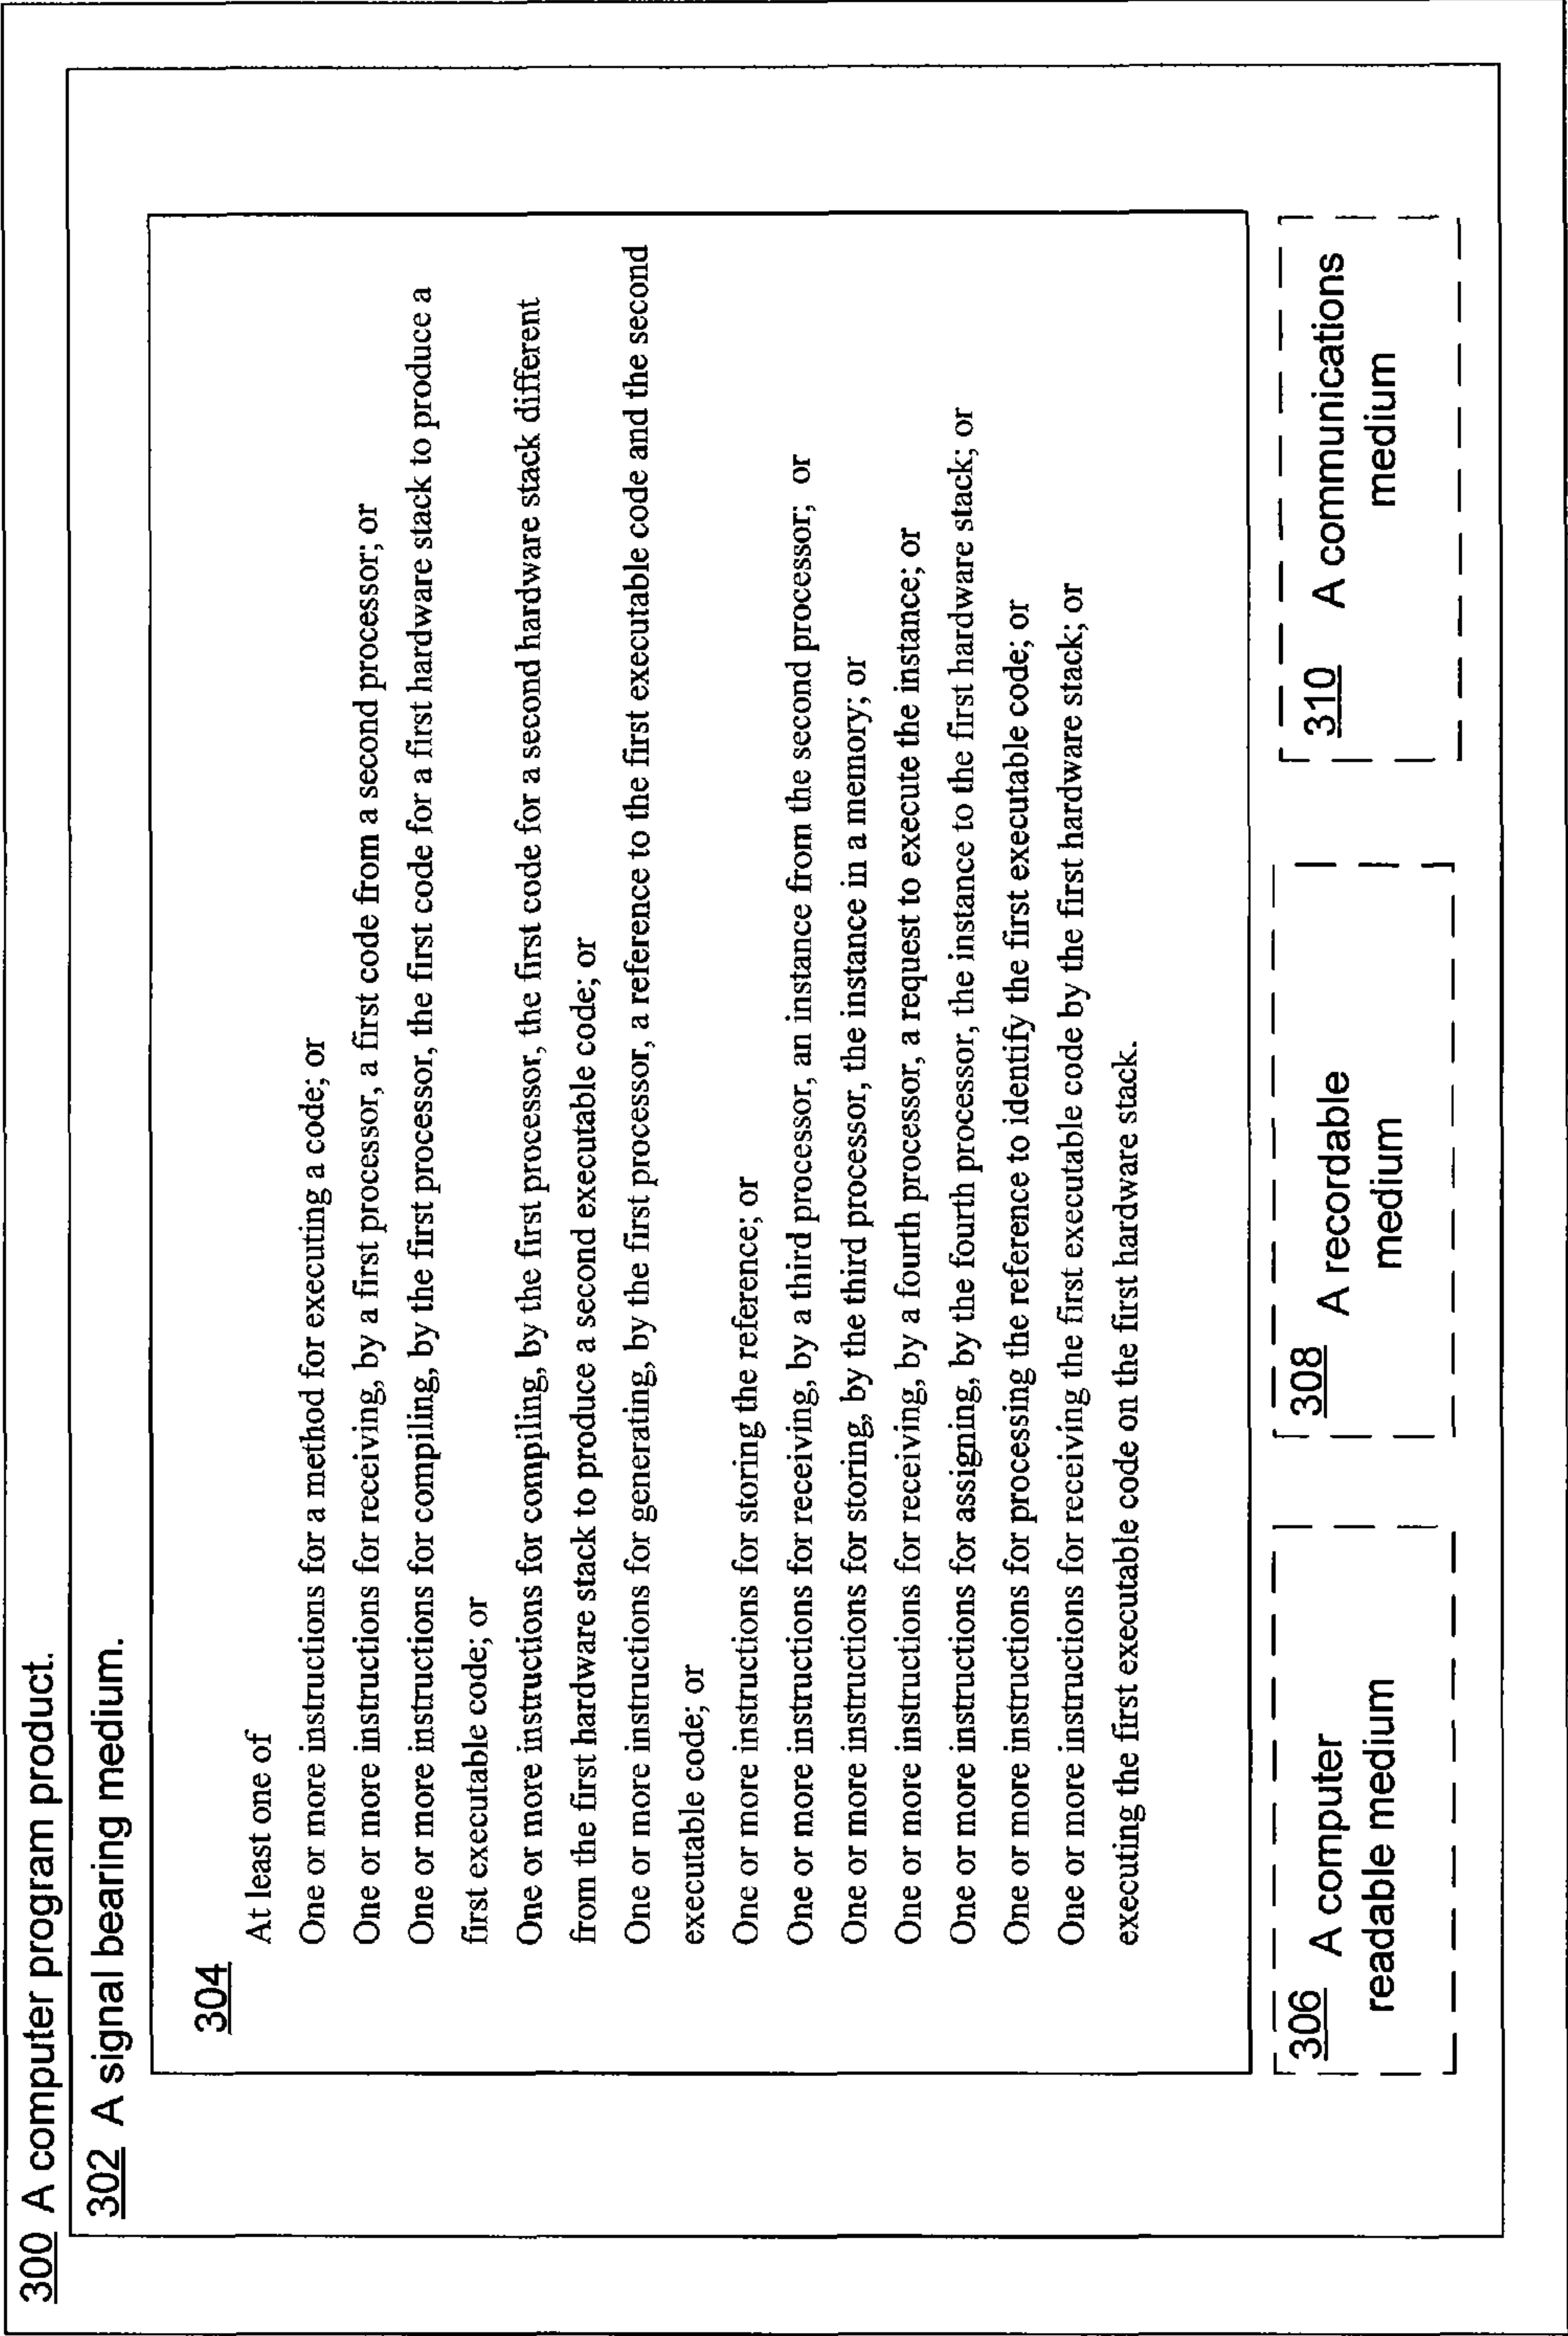 300 A computer program product.
302 A signal bearing medium.
304
At least one of
One or more instructions for a method for executing a code; or
One or more instructions for receiving, by a first processor, a first code from a second processor; or
One or more instructions for compiling, by the first processor, the first code for a first hardware stack to produce a
first executable code; or
One or more instructions for compiling, by the first processor, the first code for a second hardware stack different
from the first hardware stack to produce a second executable code; or
One or more instructions for generating, by the first processor, a reference to the first executable code and the second
executable code; or
One or more instructions for storing the reference; or
One or more instructions for receiving, by a third processor, an instance from the second processor; or
One or more instructions for storing, by the third processor, the instance in a memory; or
One or more instructions for receiving, by a fourth processor, a request to execute the instance; or
One or more instructions for assigning, by the fourth processor, the instance to the first hardware stack; or
One or more instructions for processing the reference to identify the first executable code; or
One or more instructions for receiving the first executable code by the first hardware stack; or
executing the first executable code on the first hardware stack.
306 A computer
readable medium
308 A recordable
medium
310 A communications
medium